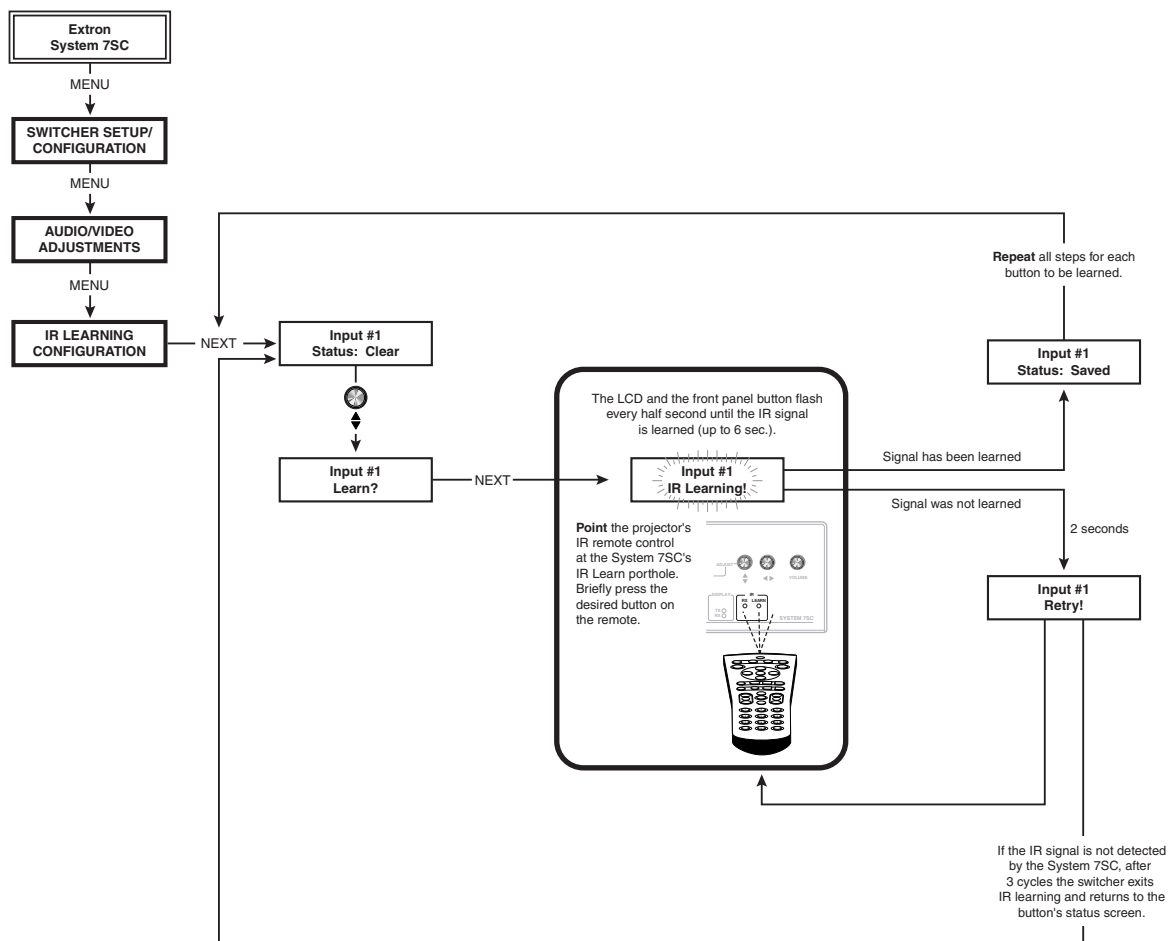 Extron
System 7SC
MENU
SWITCHER SETUP/
CONFIGURATION
MENU
AUDIO/VIDEO
ADJUSTMENTS
MENU
IR LEARNING
CONFIGURATION
NEXT
Input #1
Status: Clear
Input #1
Learn?
NEXT
The LCD and the front panel button flash
every half second until the IR signal
is learned (up to 6 sec.).
Input #1
IR Learning!
Point the projector's
IR remote control
at the System 7SC's
IR Learn porthole.
Briefly press the
desired button on
the remote.
ADJUST
VOLUME
DISPLAY
TX
RX
IR
RX LEARN
SYSTEM 7SC
Signal has been learned
Signal was not learned
Repeat all steps for each
button to be learned.
Input #1
Status: Saved
2 seconds
Input #1
Retry!
If the IR signal is not detected
by the System 7SC, after
3 cycles the switcher exits
IR learning and returns to the
button's status screen.